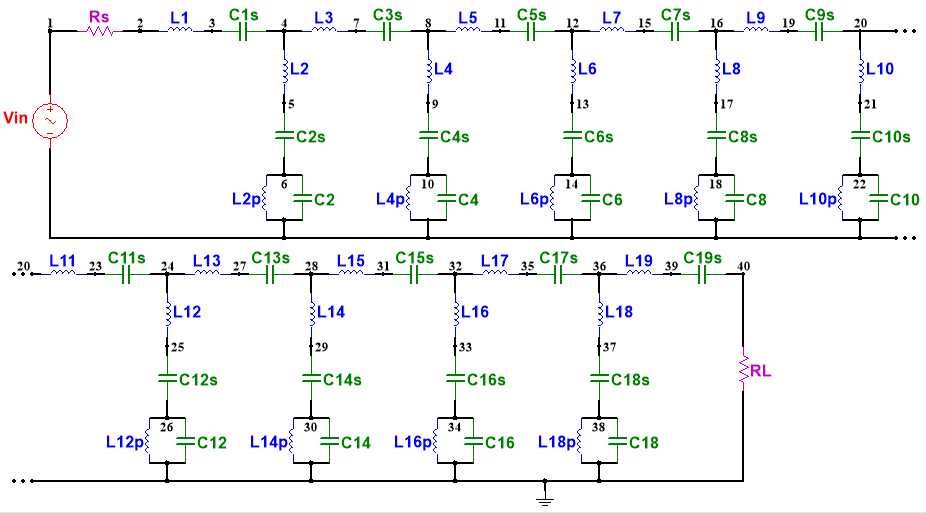 1 Rs 2 L1 3 C1s 4 L3 7 C3s 8 L5 11 C5s 12 L7 15 C7s 16 L9 19 C9s 20
L2 L4 L6 L8 L10
5 9 13 17 21
Vin
C2s C4s C6s C8s C10s
6 10 14 18 22
L2p C2 L4p C4 L6p C6 L8p C8 L10p C10
20 L11 23 C11s 24 L13 27 C13s 28 L15 31 C15s 32 L17 35 C17s 36 L19 39 C19s 40
L12 L14 L16 L18
25 29 33 37
RL
C12s C14s C16s C18s
26 30 34 38
L12p C12 L14p C14 L16p C16 L18p C18